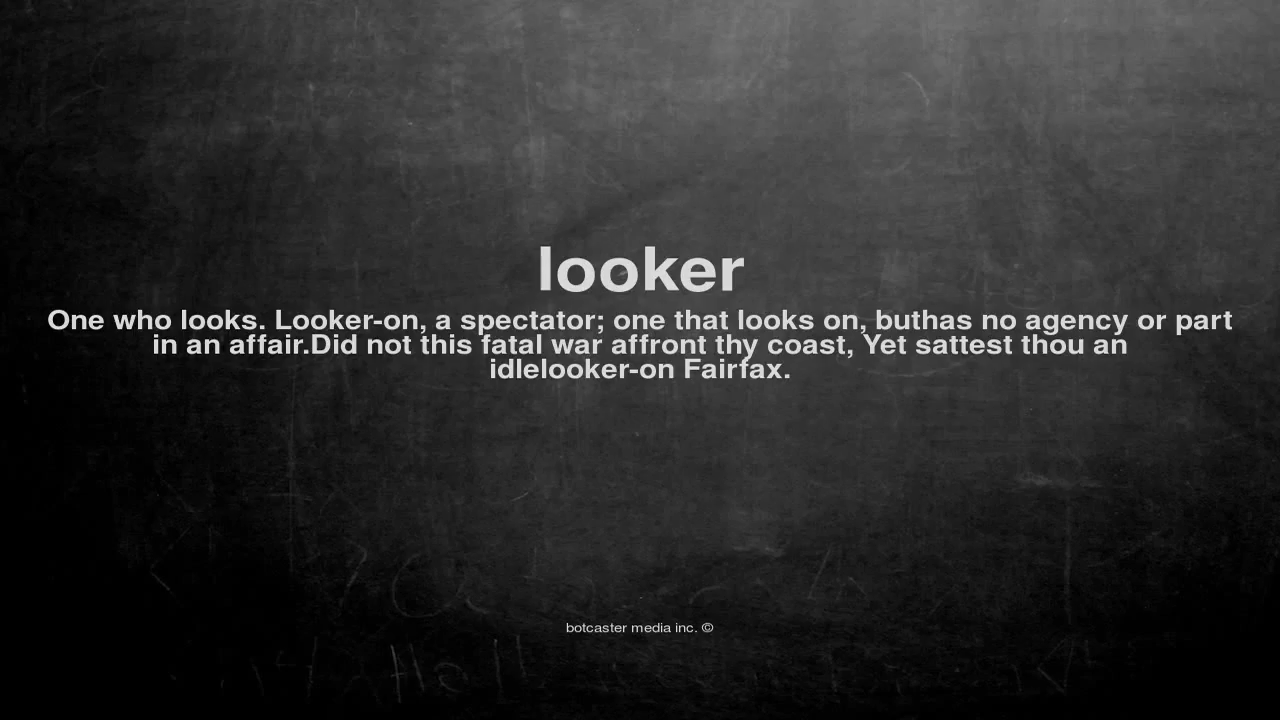 looker
One who looks. Looker-on, a spectator; one that looks on, buthas no agency or part
in an affair.Did not this fatal war affront thy coast, Yet sattest thou an
idlelooker-on Fairfax.
botcaster media inc. ©